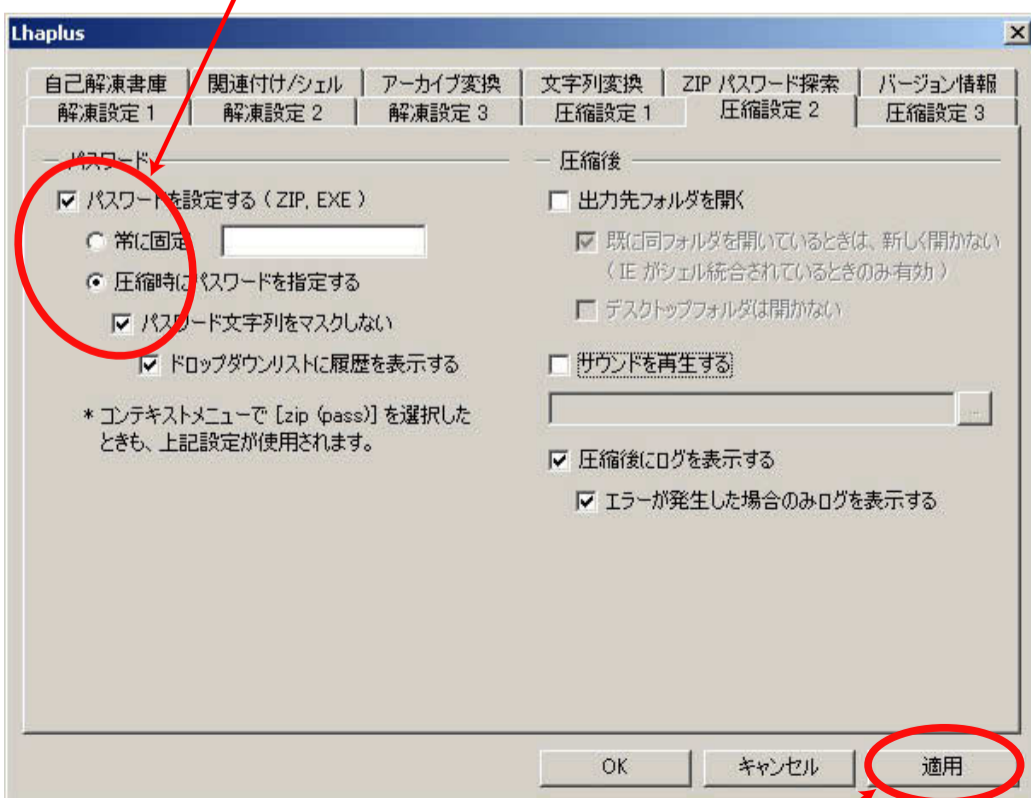 Lhaplus
自己解凍書庫 関連付け/シェル アーカイブ変換 文字列変換 ZIP パスワード探索 バージョン情報
解凍設定 1 解凍設定 2 解凍設定 3 圧縮設定 1 圧縮設定 2 圧縮設定 3
パスワード
パスワードを設定する ( ZIP, EXE )
常に固定
圧縮時にパスワードを指定する
パスワード文字列をマスクしない
ドロップダウンリストに履歴を表示する
* コンテキストメニューで [zip (pass)] を選択した
ときも、上記設定が使用されます。
圧縮後
出力先フォルダを開く
既に同フォルダを開いているときは、新しく開かない
( IE がシェル統合されているときのみ有効 )
デスクトップフォルダは開かない
サウンドを再生する
...
圧縮後にログを表示する
エラーが発生した場合のみログを表示する
OK キャンセル 適用